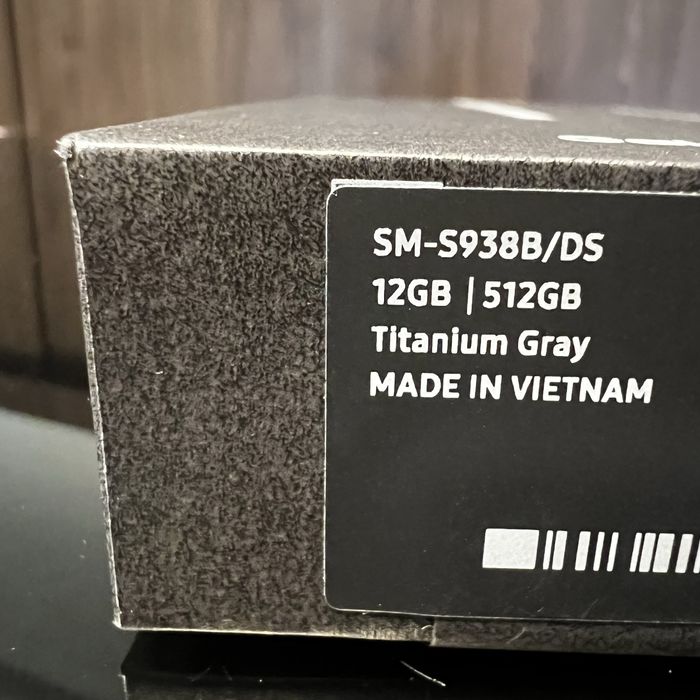 SM-S938B/DS
12GB | 512GB
Titanium Gray
MADE IN VIETNAM